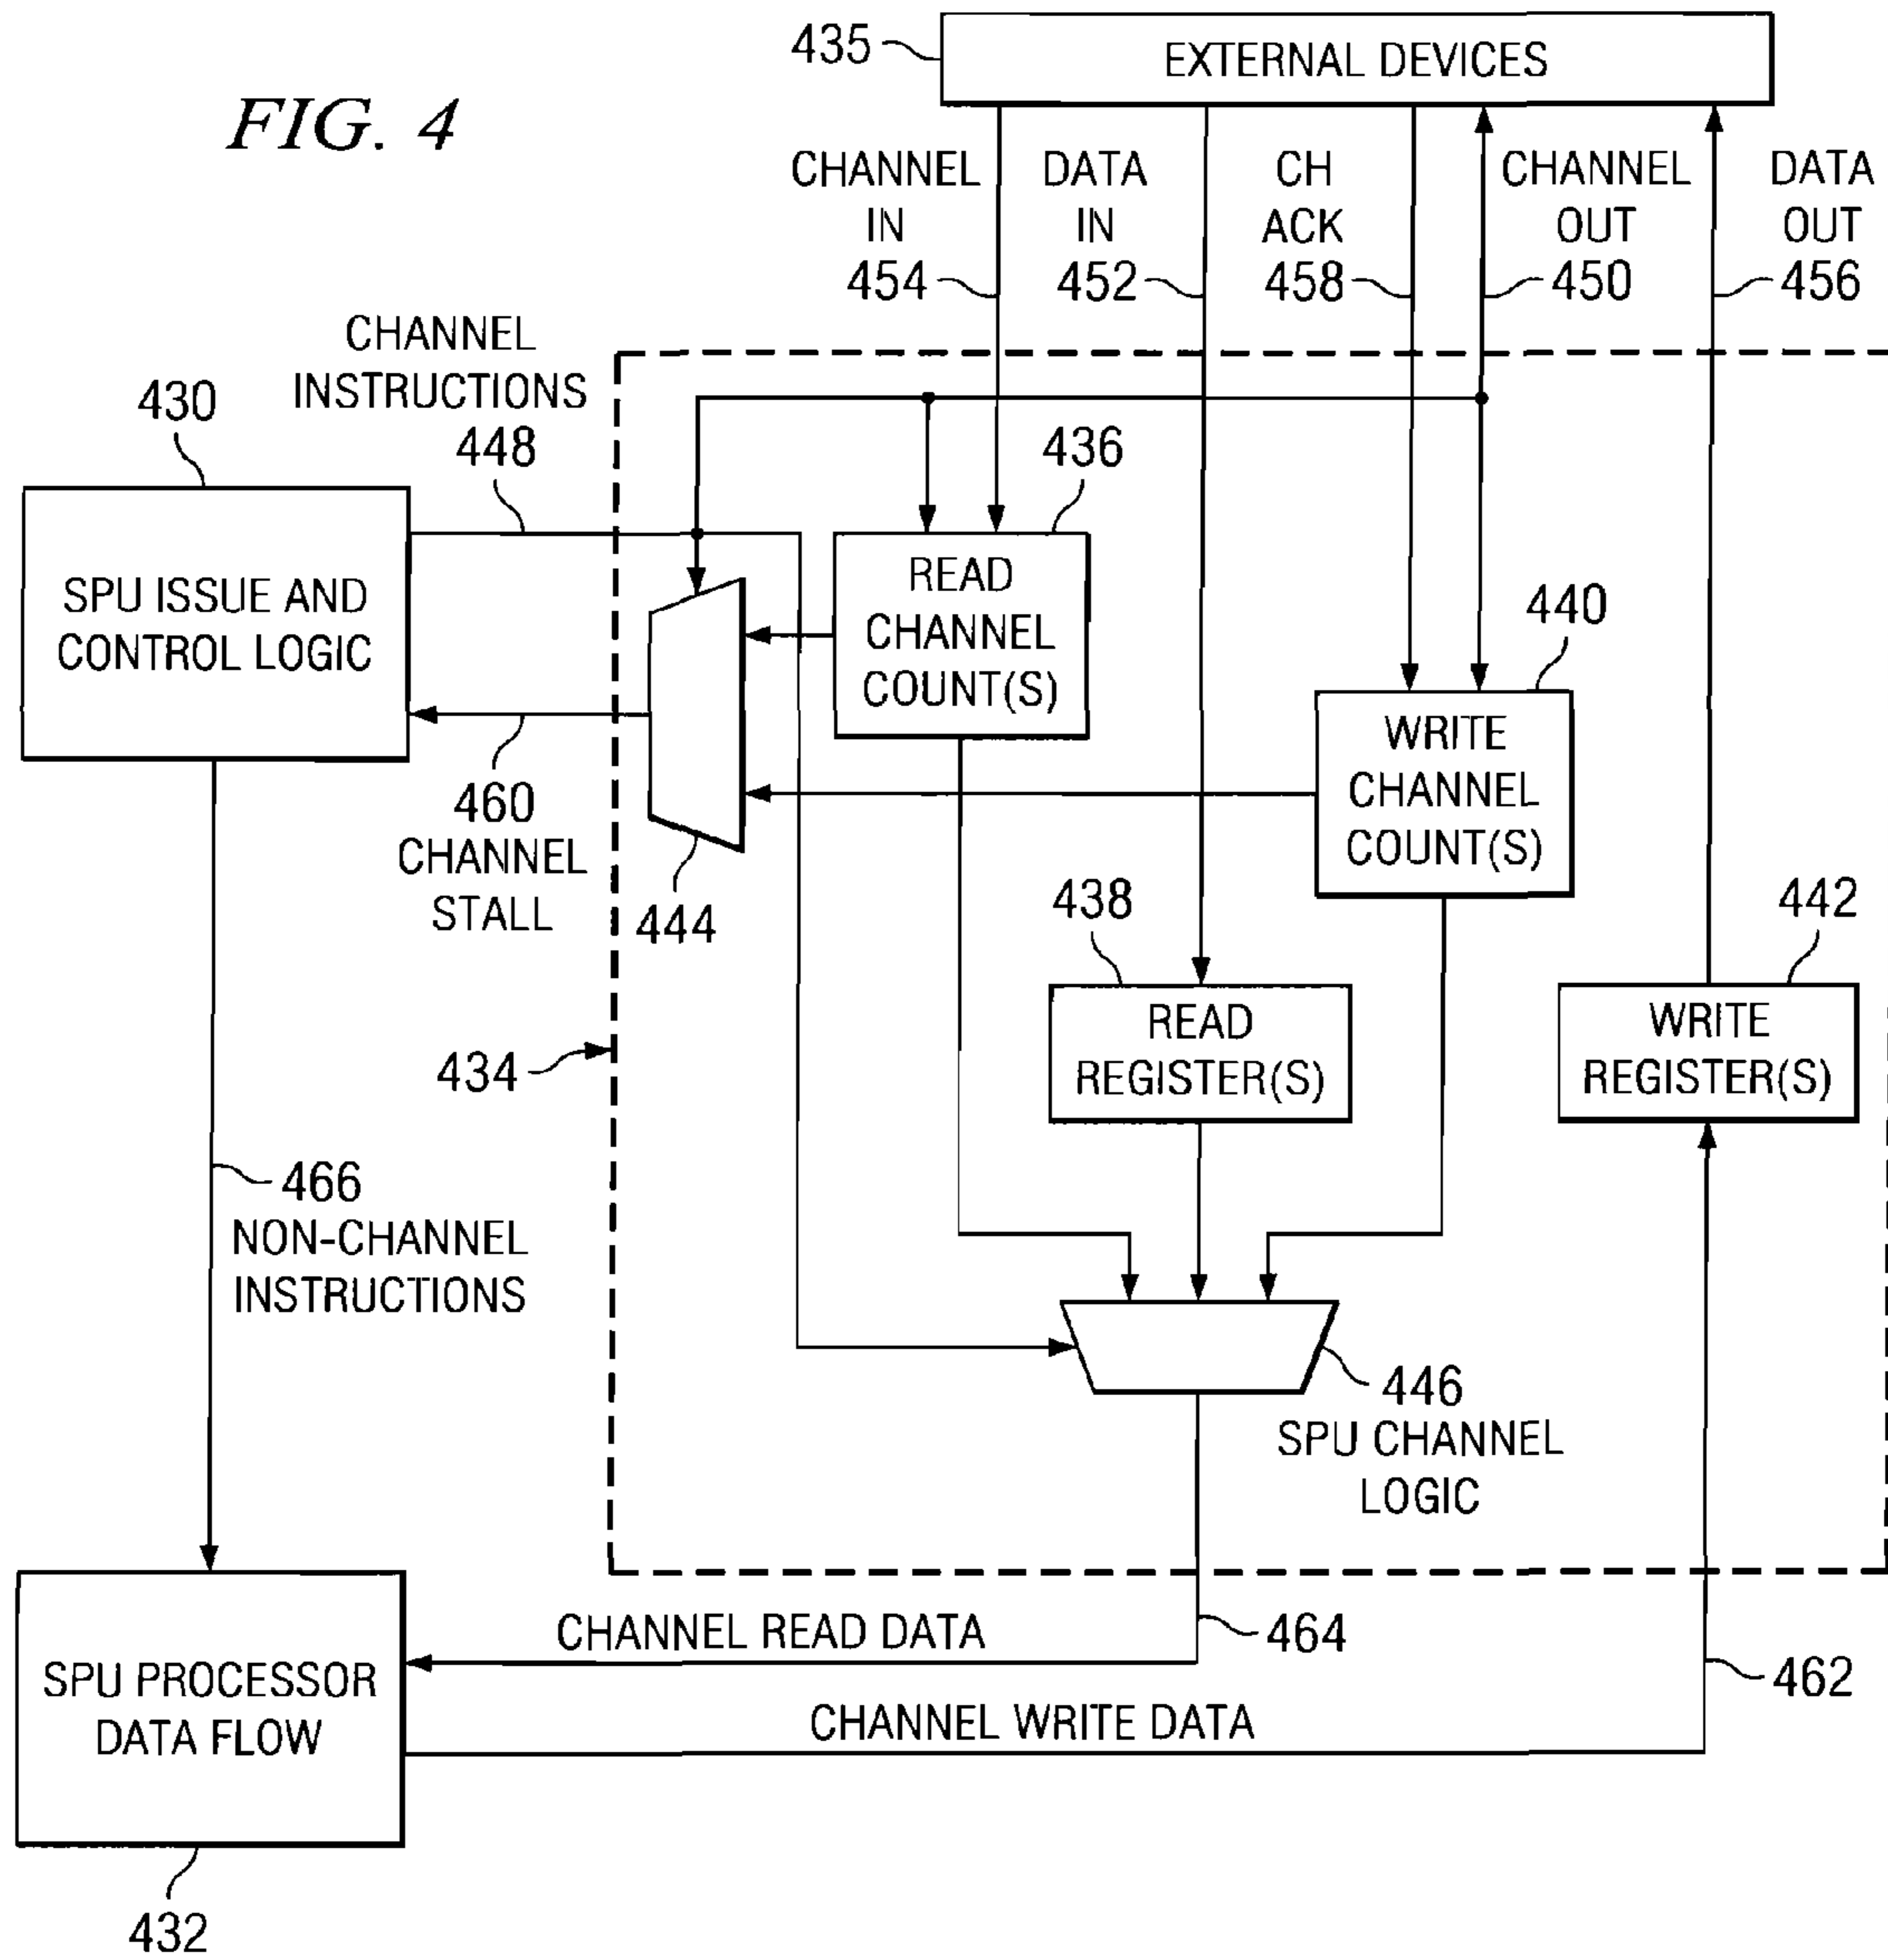 FIG. 4
435
EXTERNAL DEVICES
CHANNEL
IN
454
DATA
IN
452
CH
ACK
458
CHANNEL
OUT
450
DATA
OUT
456
CHANNEL
INSTRUCTIONS
448
430
SPU ISSUE AND
CONTROL LOGIC
436
READ
CHANNEL
COUNT(S)
440
WRITE
CHANNEL
COUNT(S)
460
CHANNEL
STALL
444
438
READ
REGISTER(S)
442
WRITE
REGISTER(S)
434
466
NON-CHANNEL
INSTRUCTIONS
446
SPU CHANNEL
LOGIC
CHANNEL READ DATA
464
462
SPU PROCESSOR
DATA FLOW
CHANNEL WRITE DATA
432